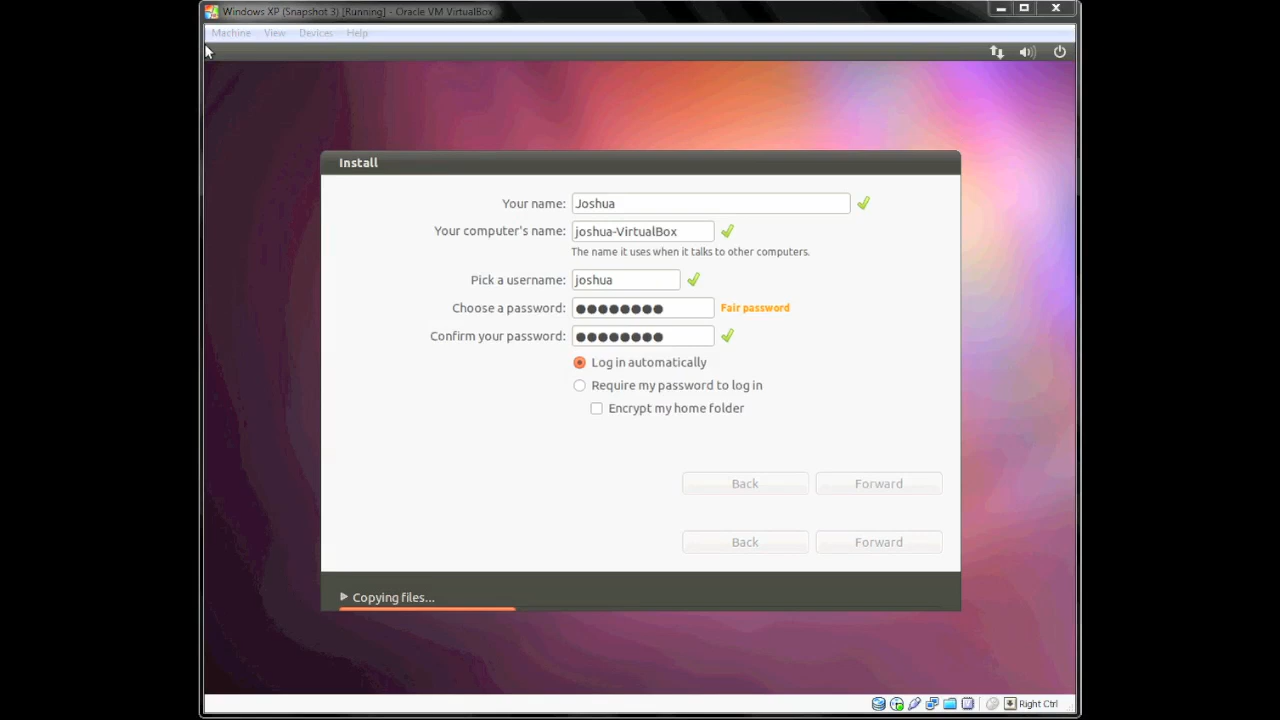 Windows XP (Snapshot 3) [Running] - Oracle VM VirtualBox
Machine View Devices Help
Install
Your name: Joshua
Your computer's name: joshua-VirtualBox
The name it uses when it talks to other computers.
Pick a username: joshua
Choose a password: ●●●●●●●● Fair password
Confirm your password: ●●●●●●●●
Log in automatically
Require my password to log in
Encrypt my home folder
Back Forward
Back Forward
Copying files...
Right Ctrl